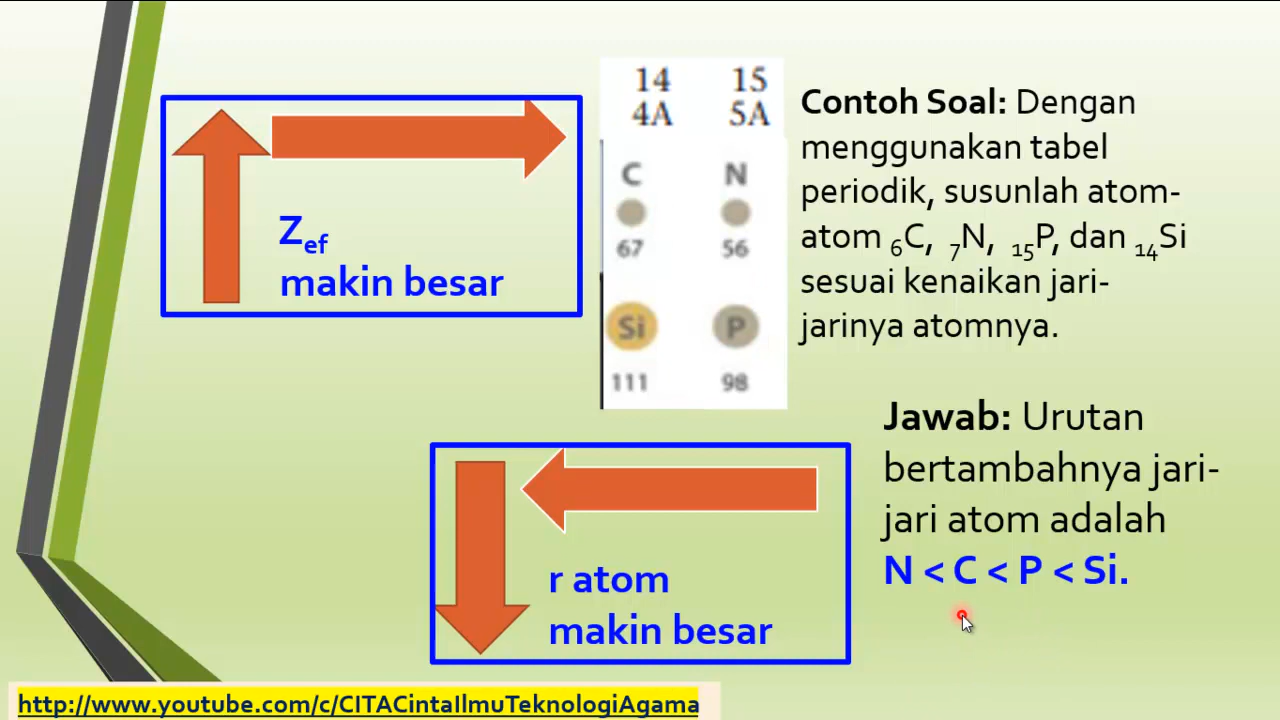 Z ef
makin besar
14 15
4A 5A
C N
67 56
Si P
111 98
Contoh Soal: Dengan
menggunakan tabel
periodik, susunlah atom-
atom ₆C, ₇N, ₁₅P, dan ₁₄Si
sesuai kenaikan jari-
jarinya atomnya.
r atom
makin besar
Jawab: Urutan
bertambahnya jari-
jari atom adalah
N < C < P < Si.
http://www.youtube.com/c/CITACintaIlmuTeknologiAgama